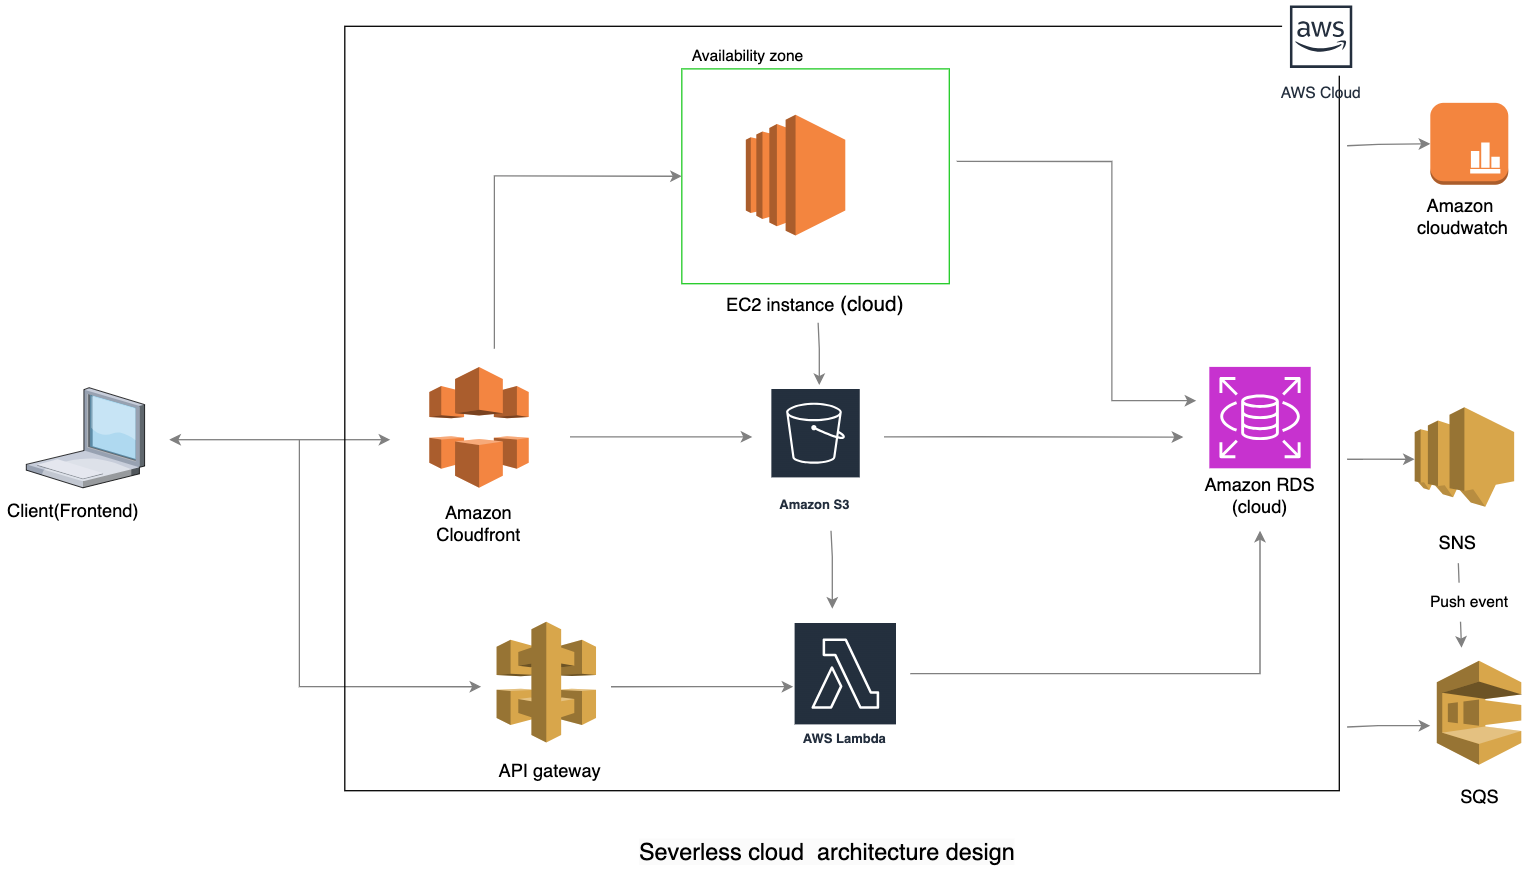 aws
AWS Cloud
Availability zone
EC2 instance (cloud)
Amazon
cloudwatch
Client(Frontend)
Amazon
Cloudfront
Amazon S3
Amazon RDS
(cloud)
SNS
Push event
API gateway
AWS Lambda
SQS
Severless cloud architecture design